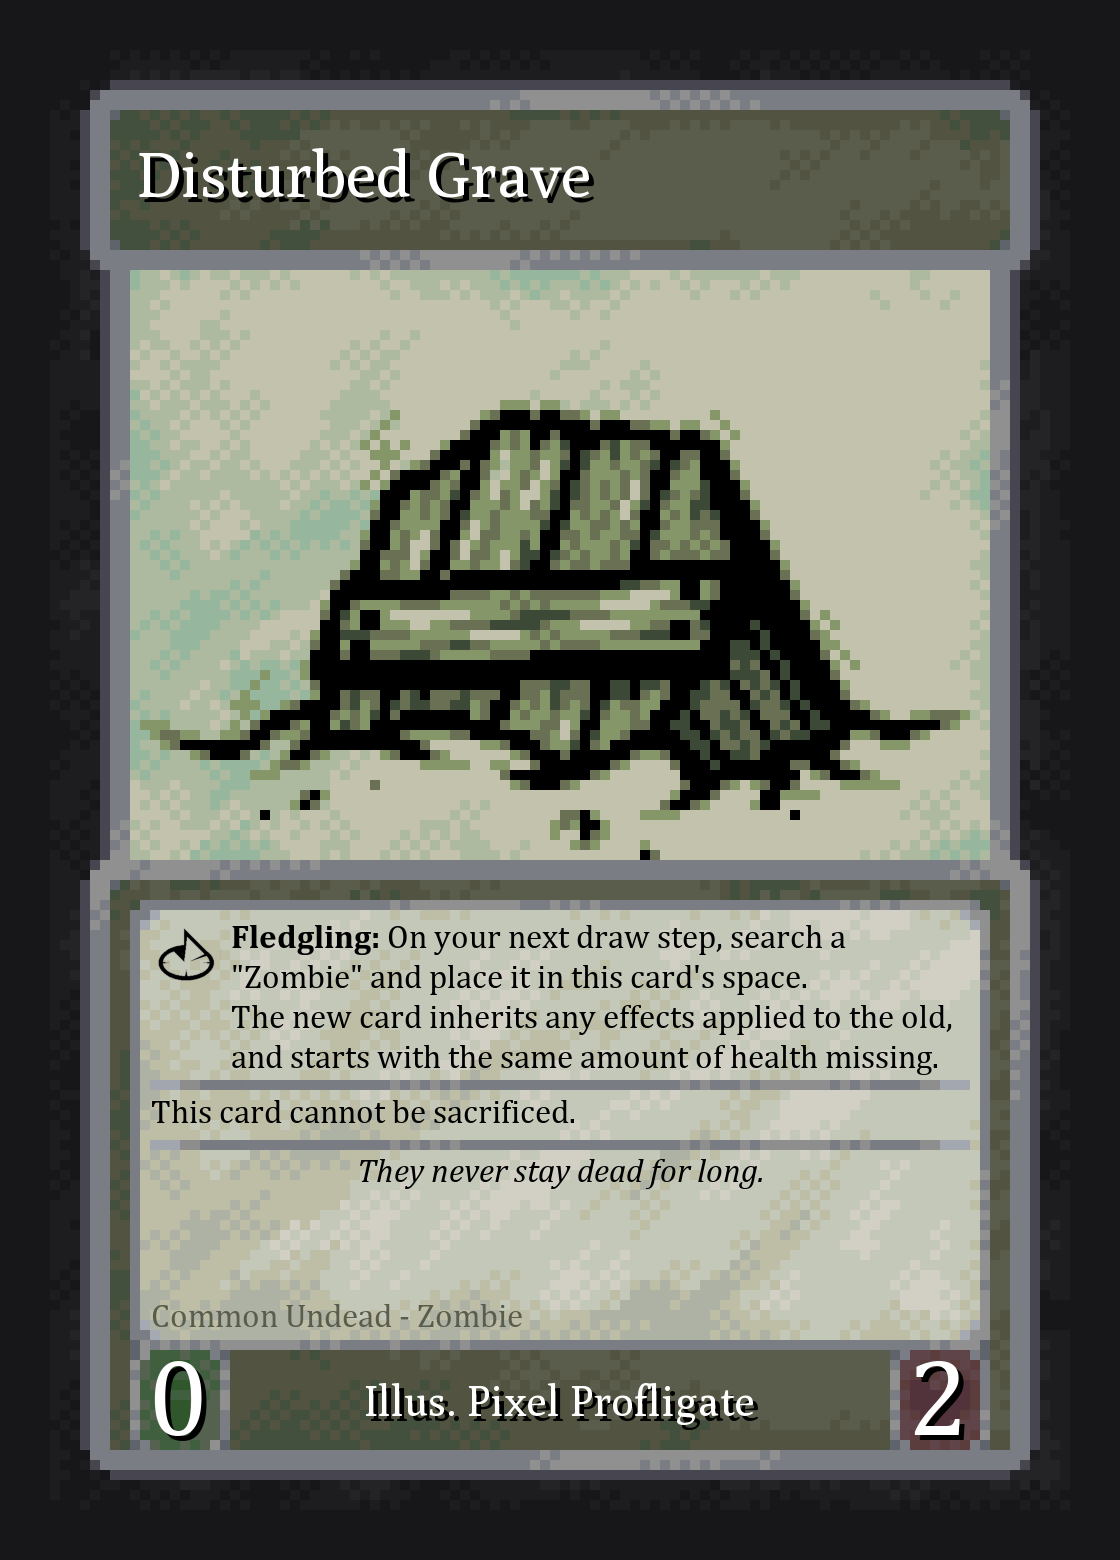 Disturbed Grave
Fledgling: On your next draw step, search a
"Zombie" and place it in this card's space.
The new card inherits any effects applied to the old,
and starts with the same amount of health missing.
This card cannot be sacrificed.
They never stay dead for long.
Common Undead - Zombie
0
Illus. Pixel Profligate
2